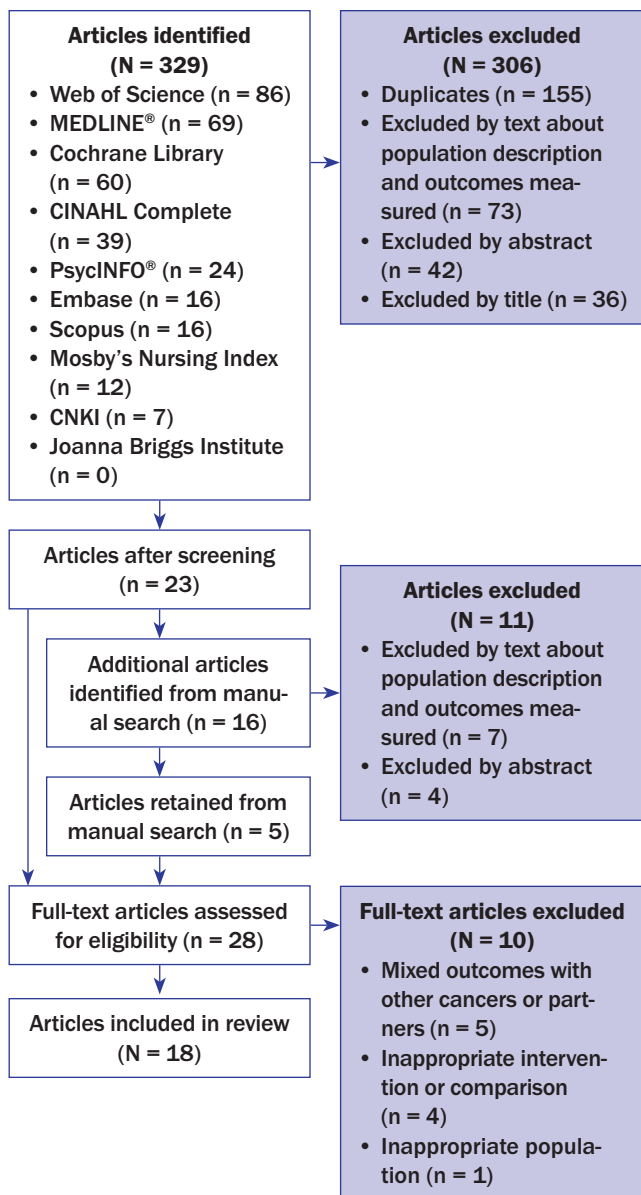 Articles identified
(N = 329)
• Web of Science (n = 86)
• MEDLINE® (n = 69)
• Cochrane Library
(n = 60)
• CINAHL Complete
(n = 39)
• PsycINFO® (n = 24)
• Embase (n = 16)
• Scopus (n = 16)
• Mosby's Nursing Index
(n = 12)
• CNKI (n = 7)
• Joanna Briggs Institute
(n = 0)
Articles excluded
(N = 306)
• Duplicates (n = 155)
• Excluded by text about
population description
and outcomes mea-
sured (n = 73)
• Excluded by abstract
(n = 42)
• Excluded by title (n = 36)
Articles after screening
(n = 23)
Additional articles
identified from manu-
al search (n = 16)
Articles excluded
(N = 11)
• Excluded by text about
population description
and outcomes mea-
sured (n = 7)
• Excluded by abstract
(n = 4)
Articles retained from
manual search (n = 5)
Full-text articles assessed
for eligibility (n = 28)
Full-text articles excluded
(N = 10)
• Mixed outcomes with
other cancers or part-
ners (n = 5)
• Inappropriate interven-
tion or comparison
(n = 4)
• Inappropriate popula-
tion (n = 1)
Articles included in review
(N = 18)